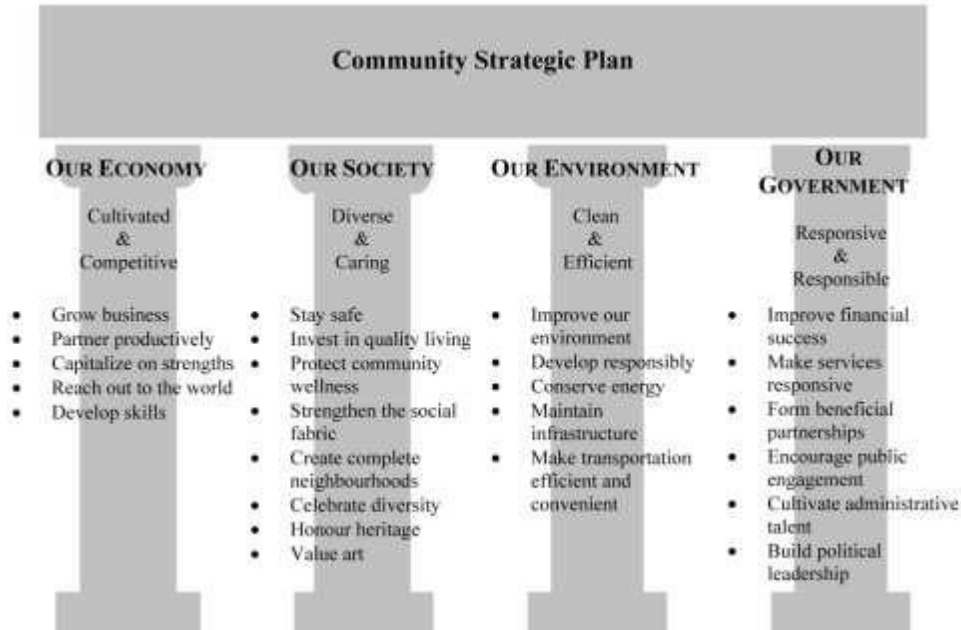 Community Strategic Plan
OUR ECONOMY
Cultivated
&
Competitive
• Grow business
• Partner productively
• Capitalize on strengths
• Reach out to the world
• Develop skills
OUR SOCIETY
Diverse
&
Caring
• Stay safe
• Invest in quality living
• Protect community
wellness
• Strengthen the social
fabric
• Create complete
neighbourhoods
• Celebrate diversity
• Honour heritage
• Value art
OUR ENVIRONMENT
Clean
&
Efficient
• Improve our
environment
• Develop responsibly
• Conserve energy
• Maintain
infrastructure
• Make transportation
efficient and
convenient
OUR
GOVERNMENT
Responsive
&
Responsible
• Improve financial
success
• Make services
responsive
• Form beneficial
partnerships
• Encourage public
engagement
• Cultivate administrative
talent
• Build political
leadership